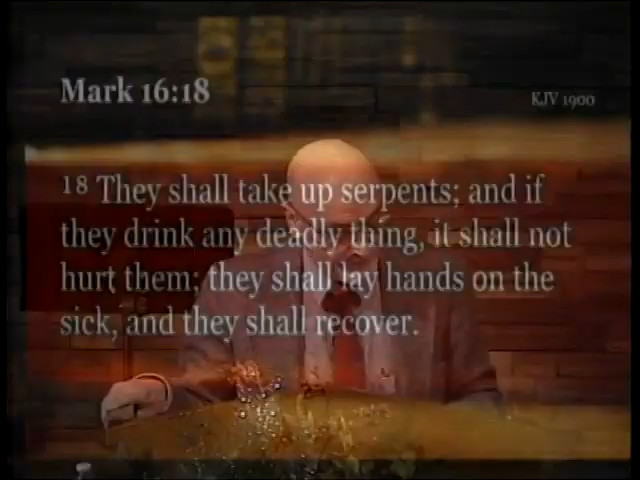 Mark 16:18
KJV 1900
18 They shall take up serpents; and if
they drink any deadly thing, it shall not
hurt them; they shall lay hands on the
sick, and they shall recover.